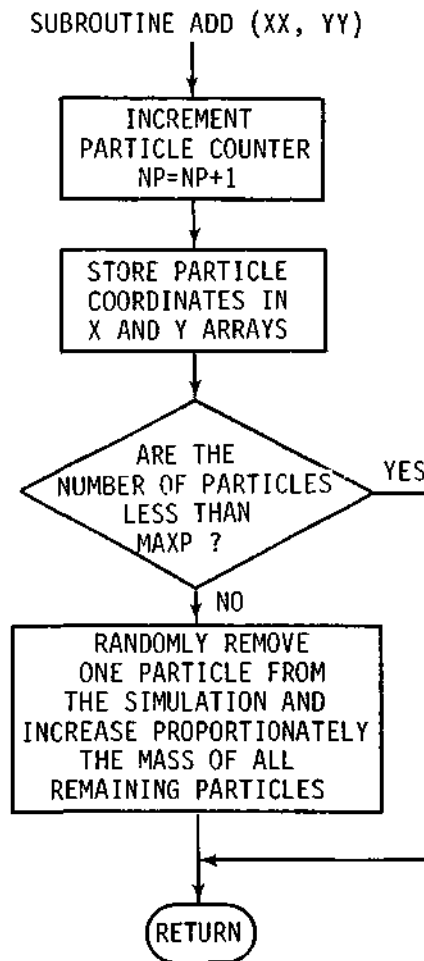 SUBROUTINE ADD (XX, YY)
INCREMENT
PARTICLE COUNTER
NP=NP+1
STORE PARTICLE
COORDINATES IN
X AND Y ARRAYS
ARE THE
NUMBER OF PARTICLES
LESS THAN
MAXP ?
YES
NO
RANDOMLY REMOVE
ONE PARTICLE FROM
THE SIMULATION AND
INCREASE PROPORTIONATELY
THE MASS OF ALL
REMAINING PARTICLES
RETURN